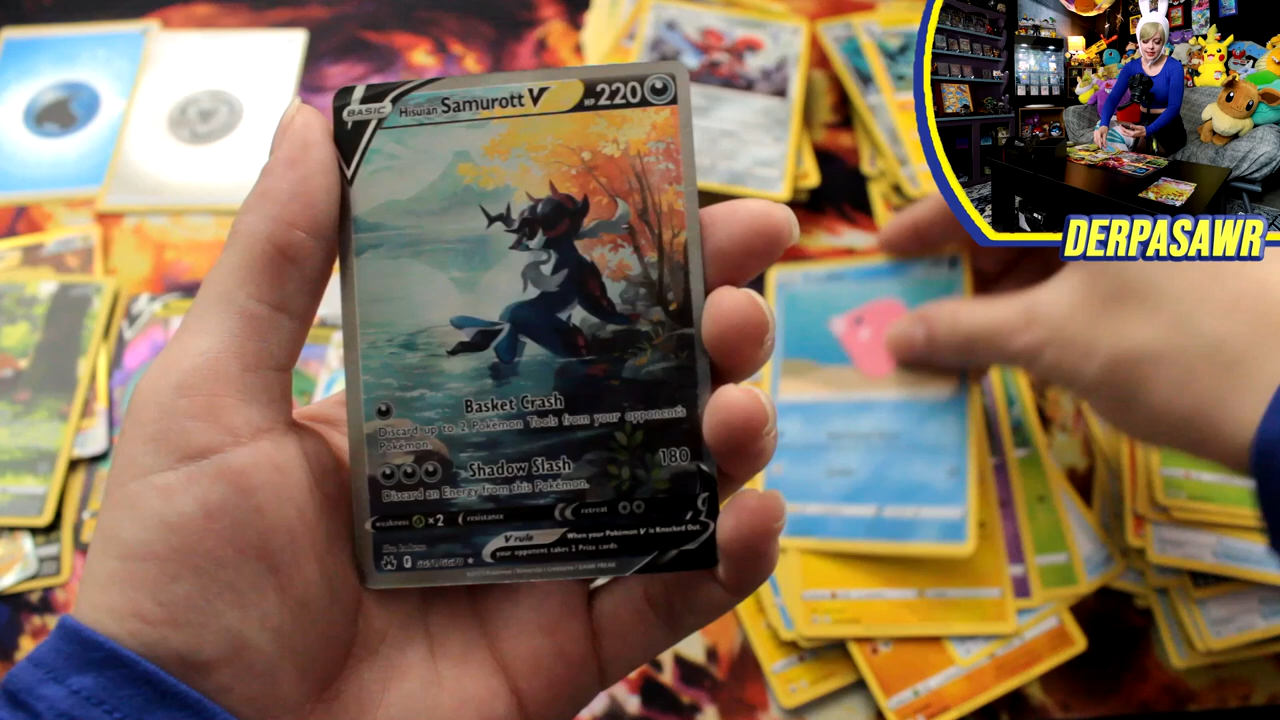 BASIC Hisuian Samurott V HP 220
DERPASAWR
Basket Crash
Discard up to 2 Pokémon Tools from your opponent's
Pokémon.
Shadow Slash 180
Discard an Energy from this Pokémon.
weakness ×2 resistance retreat
V rule When your Pokémon V is Knocked Out,
your opponent takes 2 Prize cards.